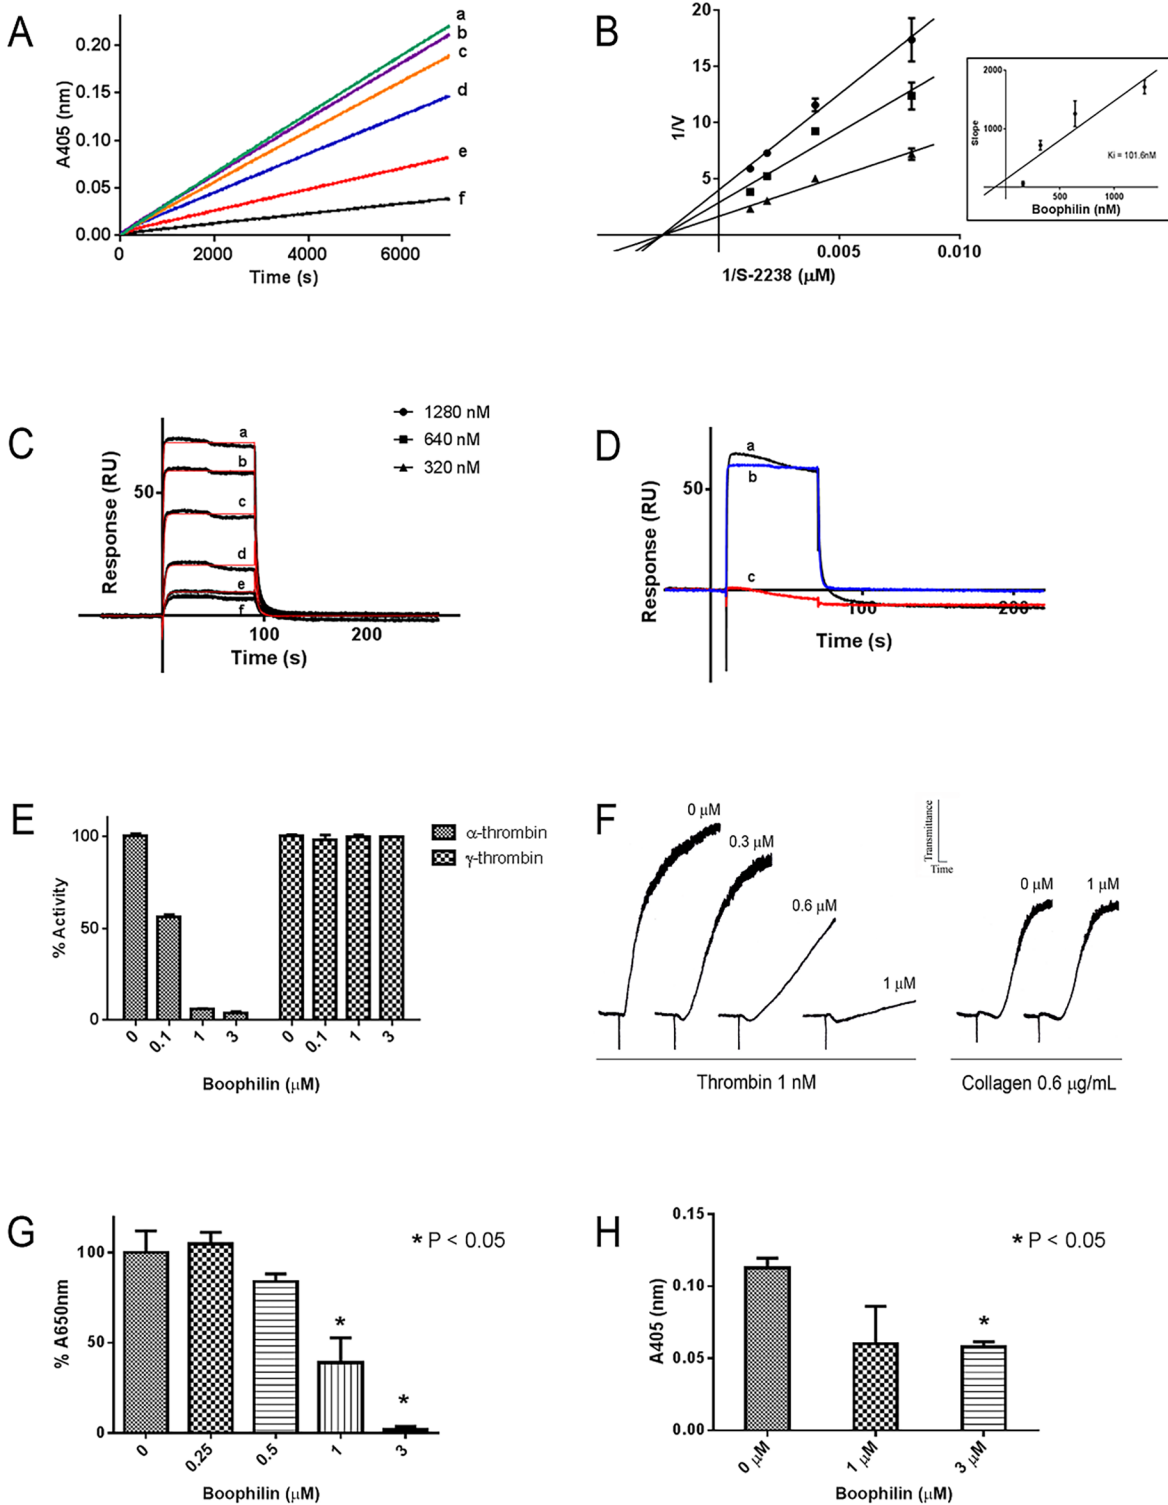 A
A405 (nm)
0.20
0.15
0.10
0.05
0.00
0
2000
4000
6000
Time (s)
a
b
c
d
e
f
B
1/V
20
15
10
5
0.005
0.010
1/S-2238 (μM)
Slope
2000
1000
500
1000
Ki = 101.6nM
Boophilin (nM)
C
Response (RU)
50
a
b
c
d
e
f
100
200
Time (s)
1280 nM
640 nM
320 nM
D
Response (RU)
50
a
b
c
100
200
Time (s)
E
% Activity
100
50
0
0
0.1
1
3
0
0.1
1
3
Boophilin (μM)
α-thrombin
γ-thrombin
F
0 μM
0.3 μM
0.6 μM
1 μM
Thrombin 1 nM
Transmittance
Time
0 μM
1 μM
Collagen 0.6 μg/mL
G
% A650nm
100
50
0
* P < 0.05
*
*
0
0.25
0.5
1
3
Boophilin (μM)
H
A405 (nm)
0.15
0.10
0.05
0.00
* P < 0.05
*
0 μM
1 μM
3 μM
Boophilin (μM)